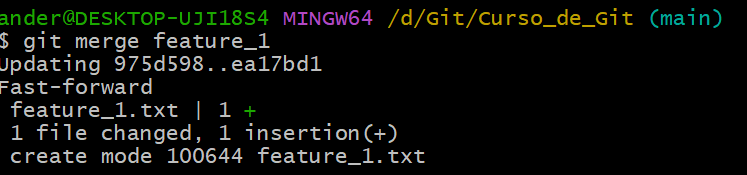 ander@DESKTOP-UJI18S4 MINGW64 /d/Git/Curso_de_Git (main)
$ git merge feature_1
Updating 975d598..ea17bd1
Fast-forward
 feature_1.txt | 1 +
 1 file changed, 1 insertion(+)
 create mode 100644 feature_1.txt